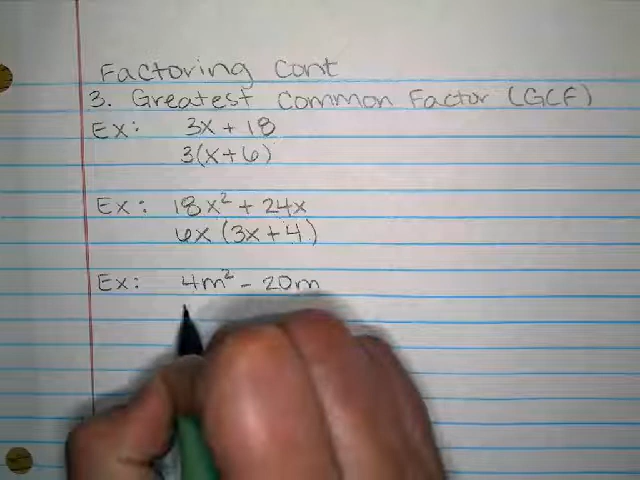 Factoring Cont
3. Greatest Common Factor (GCF)
Ex: 3x + 18
3(x+6)
Ex: 18x² + 24x
6x (3x+4)
Ex: 4m² - 20m